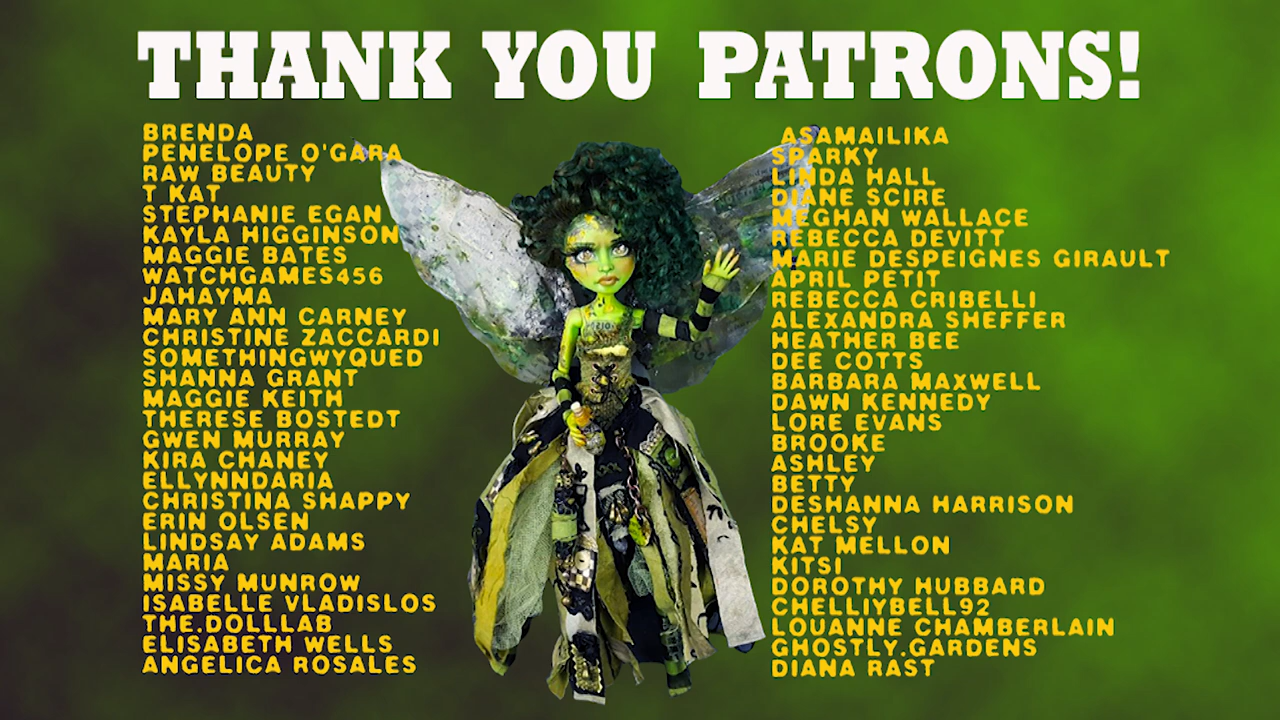 THANK YOU PATRONS!
BRENDA
PENELOPE O'GARA
RAW BEAUTY
T KAT
STEPHANIE EGAN
KAYLA HIGGINSON
MAGGIE BATES
WATCHGAMES456
JAHAYMA
MARY ANN CARNEY
CHRISTINE ZACCARDI
SOMETHINGWYQUED
SHANNA GRANT
MAGGIE KEITH
THERESE BOSTEDT
GWEN MURRAY
KIRA CHANEY
ELLYNNDARIA
CHRISTINA SHAPPY
ERIN OLSEN
LINDSAY ADAMS
MARIA
MISSY MUNROW
ISABELLE VLADISLOS
THE.DOLLLAB
ELISABETH WELLS
ANGELICA ROSALES
ASAMAILIKA
SPARKY
LINDA HALL
DIANE SCIRE
MEGHAN WALLACE
REBECCA DEVITT
MARIE DESPEIGNES GIRAULT
APRIL PETIT
REBECCA CRIBELLI
ALEXANDRA SHEFFER
HEATHER BEE
DEE COTTS
BARBARA MAXWELL
DAWN KENNEDY
LORE EVANS
BROOKE
ASHLEY
BETTY
DESHANNA HARRISON
CHELSY
KAT MELLON
KITSI
DOROTHY HUBBARD
CHELLIYBELL92
LOUANNE CHAMBERLAIN
GHOSTLY.GARDENS
DIANA RAST